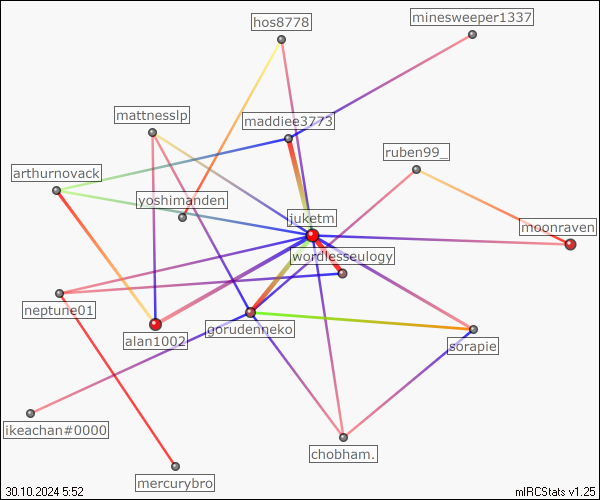 hos8778
minesweeper1337
mattnesslp
maddiee3773
ruben99_
arthurnovack
yoshimanden
juketm
moonraven
wordlesseulogy
neptune01
gorudenneko
alan1002
sorapie
ikeachan#0000
chobham.
mercurybro
30.10.2024 5:52
mIRCStats v1.25